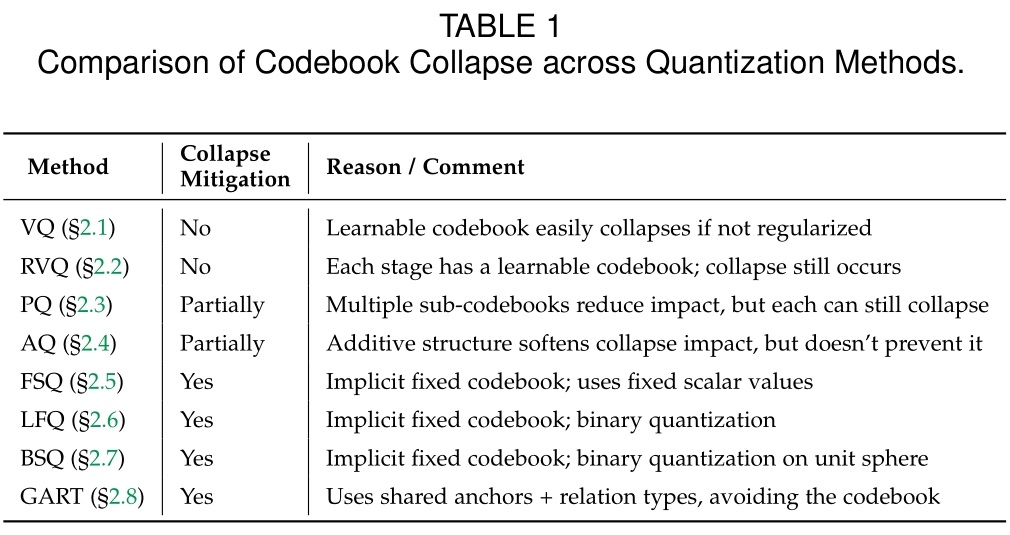 TABLE 1
Comparison of Codebook Collapse across Quantization Methods.
Method Collapse Mitigation Reason / Comment
VQ (§2.1) No Learnable codebook easily collapses if not regularized
RVQ (§2.2) No Each stage has a learnable codebook; collapse still occurs
PQ (§2.3) Partially Multiple sub-codebooks reduce impact, but each can still collapse
AQ (§2.4) Partially Additive structure softens collapse impact, but doesn’t prevent it
FSQ (§2.5) Yes Implicit fixed codebook; uses fixed scalar values
LFQ (§2.6) Yes Implicit fixed codebook; binary quantization
BSQ (§2.7) Yes Implicit fixed codebook; binary quantization on unit sphere
GART (§2.8) Yes Uses shared anchors + relation types, avoiding the codebook